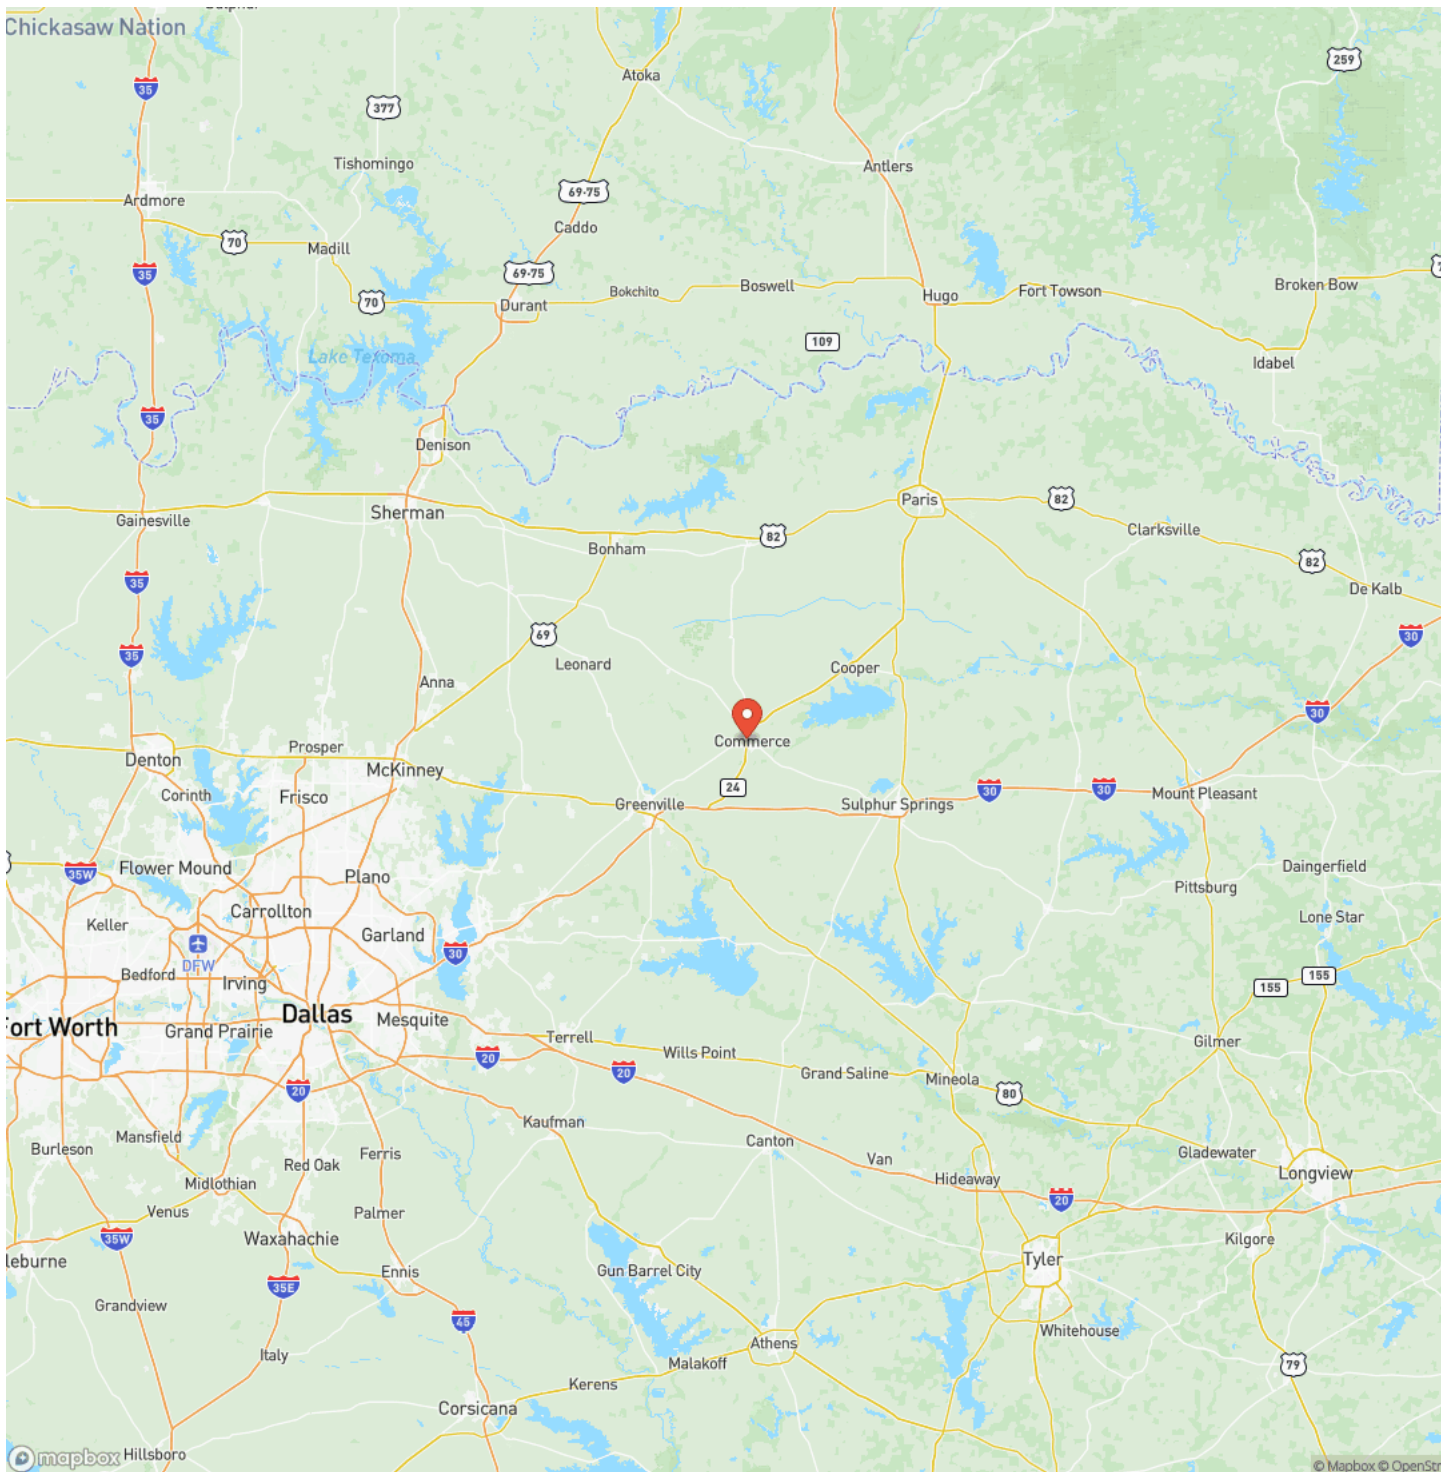 Sulphur
Chickasaw Nation
259
Atoka
35
377
Tishomingo
Antlers
69-75
Ardmore
Caddo
70
Madill
35
69-75
70
Durant
Bokchito
Boswell
Hugo
Fort Towson
Broken Bow
Lake Texoma
109
Idabel
35
Denison
Paris
82
Gainesville
Sherman
Clarksville
82
Bonham
82
35
De Kalb
69
30
35
Leonard
Cooper
Anna
30
Commerce
Prosper
Denton
McKinney
24
30
30
Corinth
Frisco
Greenville
Sulphur Springs
Mount Pleasant
35W
Flower Mound
Plano
Daingerfield
Pittsburg
Keller
Carrollton
Garland
Lone Star
DFW
30
Bedford
Irving
155
155
Fort Worth
Grand Prairie
Dallas
Mesquite
Terrell
Wills Point
Gilmer
20
20
Grand Saline
Mineola
80
20
Kaufman
Burleson
Mansfield
Canton
Red Oak
Ferris
Van
Gladewater
Midlothian
Hideaway
Longview
20
Venus
Palmer
35W
Waxahachie
Kilgore
leburne
Ennis
Gun Barrel City
Tyler
35E
Grandview
45
Whitehouse
Italy
Athens
Malakoff
79
Kerens
Corsicana
Hillsboro
mapbox
© Mapbox © OpenStr